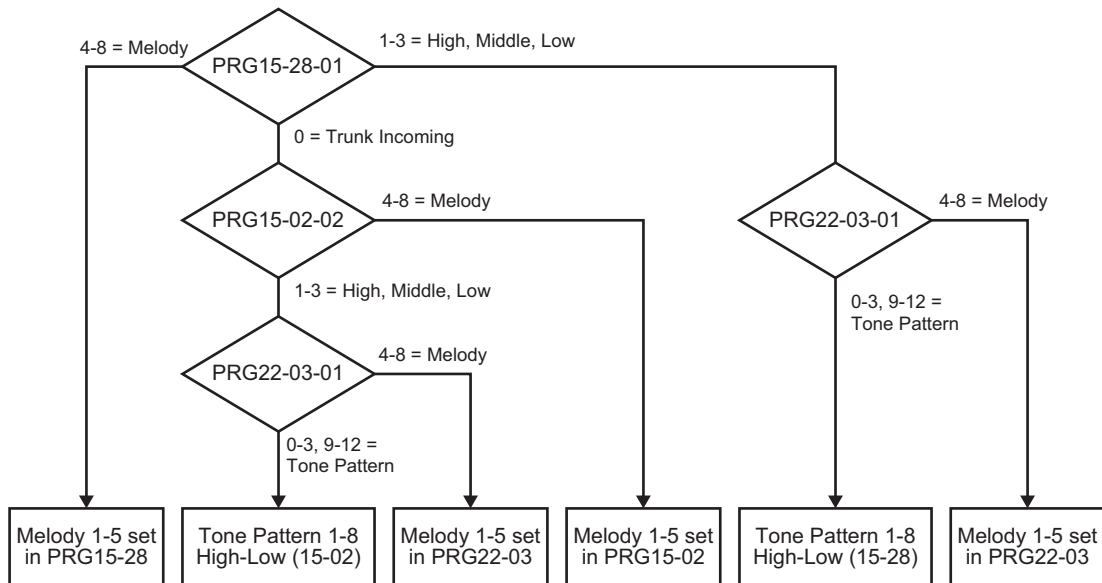 4-8 = Melody
PRG15-28-01
1-3 = High, Middle, Low
0 = Trunk Incoming
PRG15-02-02
4-8 = Melody
PRG22-03-01
4-8 = Melody
1-3 = High, Middle, Low
0-3, 9-12 =
Tone Pattern
PRG22-03-01
4-8 = Melody
0-3, 9-12 =
Tone Pattern
Melody 1-5 set
in PRG15-28
Tone Pattern 1-8
High-Low (15-02)
Melody 1-5 set
in PRG22-03
Melody 1-5 set
in PRG15-02
Tone Pattern 1-8
High-Low (15-28)
Melody 1-5 set
in PRG22-03